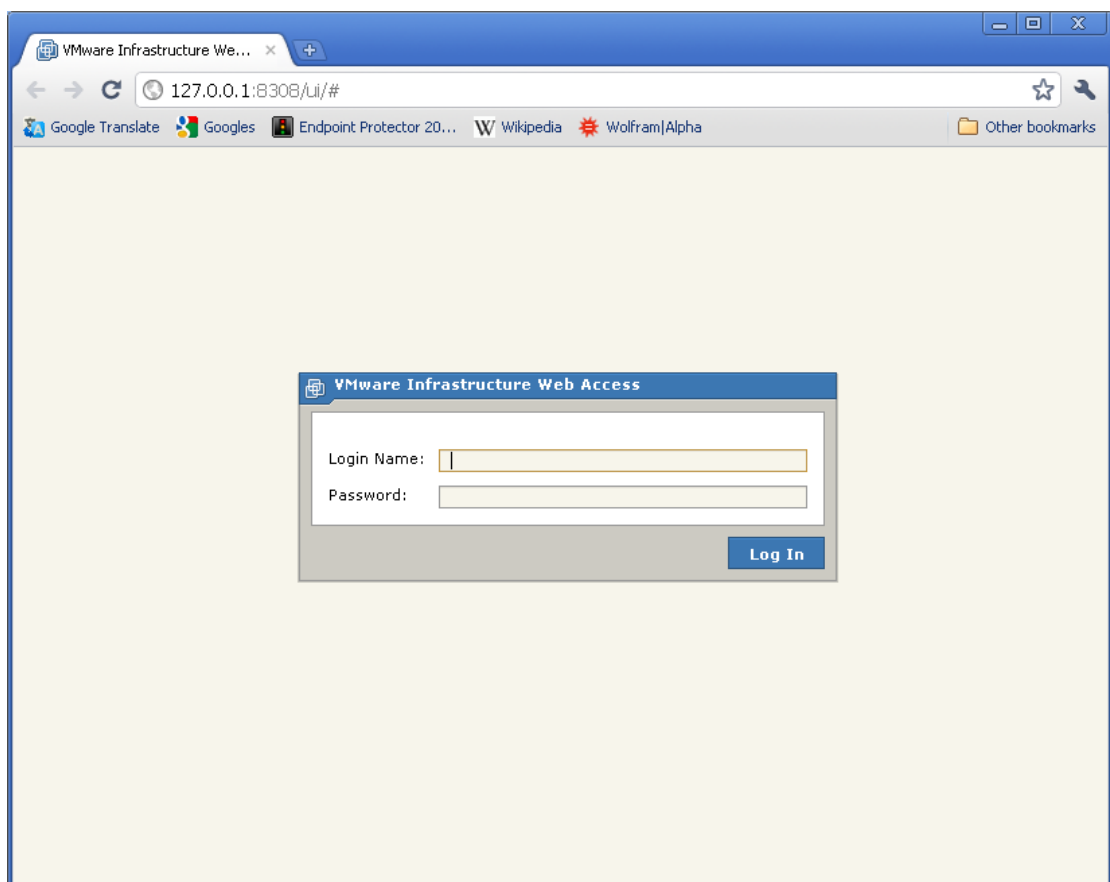 VMware Infrastructure We...
127.0.0.1:8308/ui/#
Google Translate Googles Endpoint Protector 20... W Wikipedia Wolfram|Alpha Other bookmarks
VMware Infrastructure Web Access
Login Name:
Password:
Log In